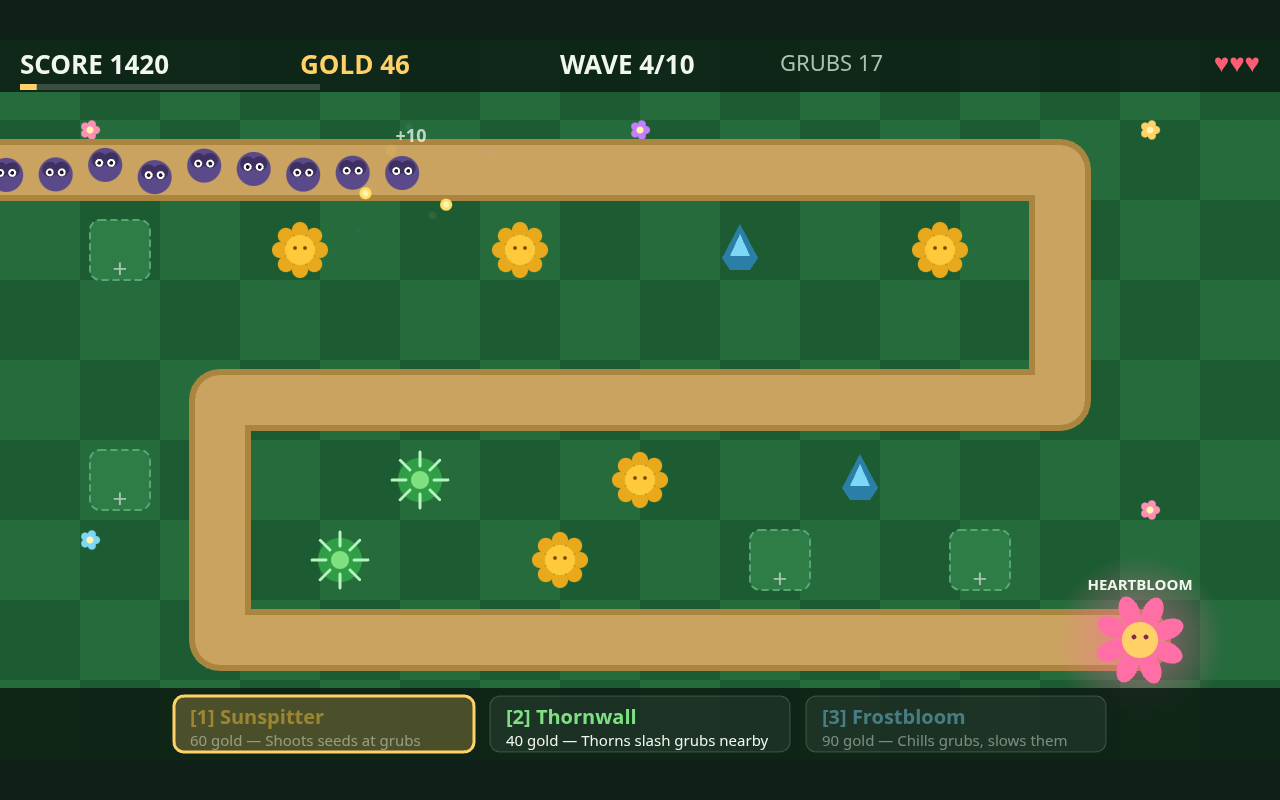 SCORE 1420
GOLD 46
WAVE 4/10
GRUBS 17
♥♥♥
+10
+
+
+
+
HEARTBLOOM
[1] Sunspitter
60 gold — Shoots seeds at grubs
[2] Thornwall
40 gold — Thorns slash grubs nearby
[3] Frostbloom
90 gold — Chills grubs, slows them